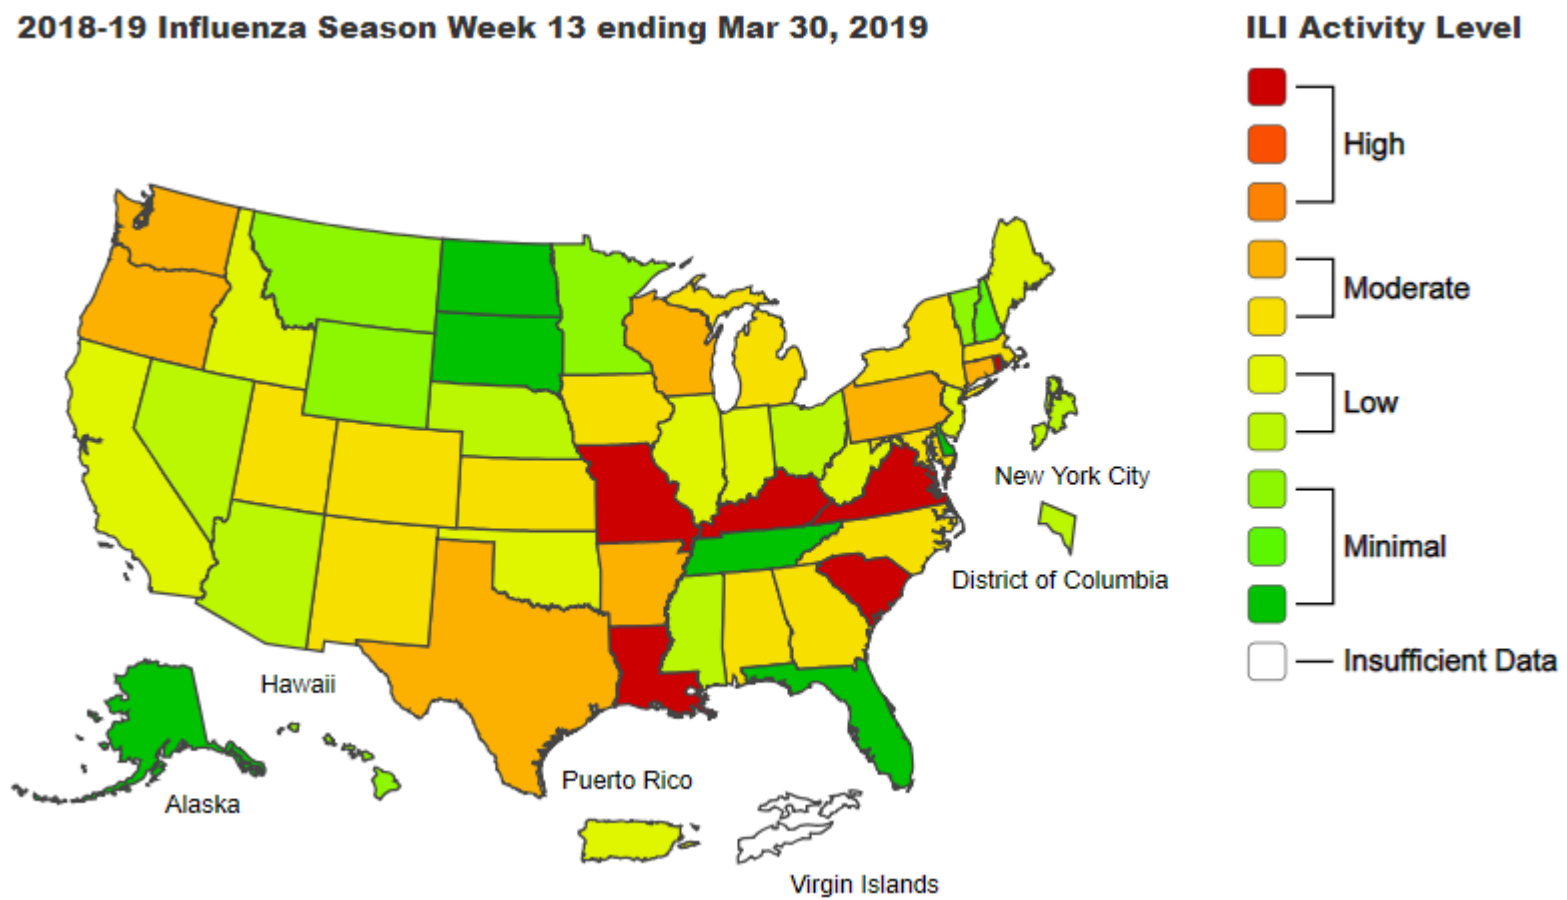 2018-19 Influenza Season Week 13 ending Mar 30, 2019
ILI Activity Level
High
Moderate
Low
Minimal
Insufficient Data
New York City
District of Columbia
Hawaii
Alaska
Puerto Rico
Virgin Islands